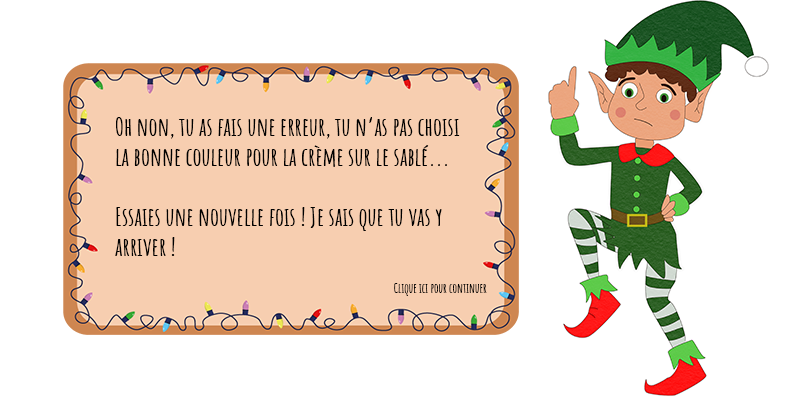 Oh non, tu as fais une erreur, tu n’as pas choisi
la bonne couleur pour la crème sur le sablé...
Essaies une nouvelle fois ! Je sais que tu vas y
arriver !
Clique ici pour continuer